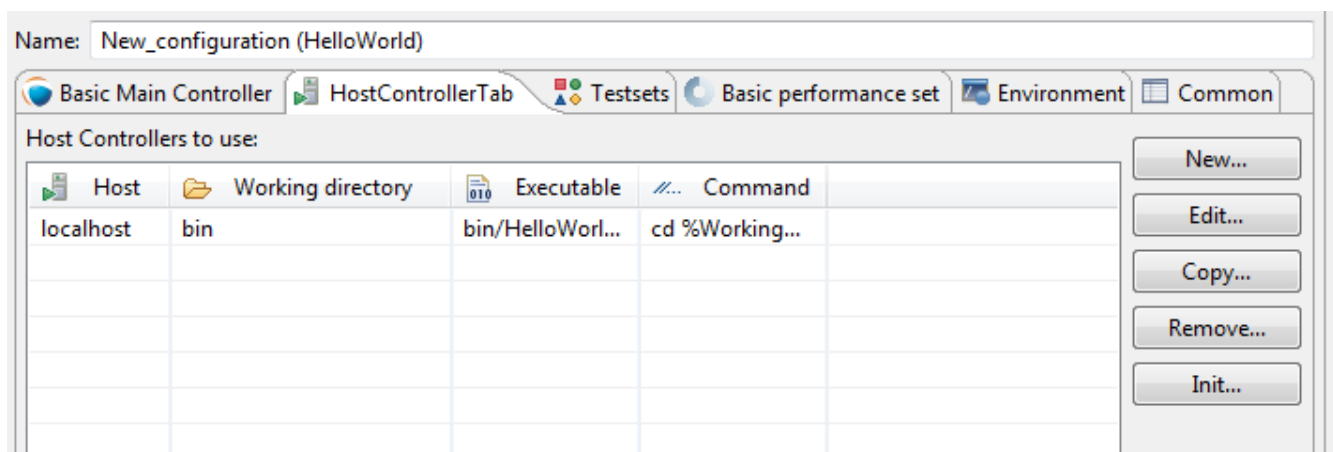 Name: New_configuration (HelloWorld)
Basic Main Controller HostControllerTab Testsets Basic performance set Environment Common
Host Controllers to use:
New...
Host Working directory Executable Command
Edit...
localhost bin bin/HelloWorl... cd %Working...
Copy...
Remove...
Init...